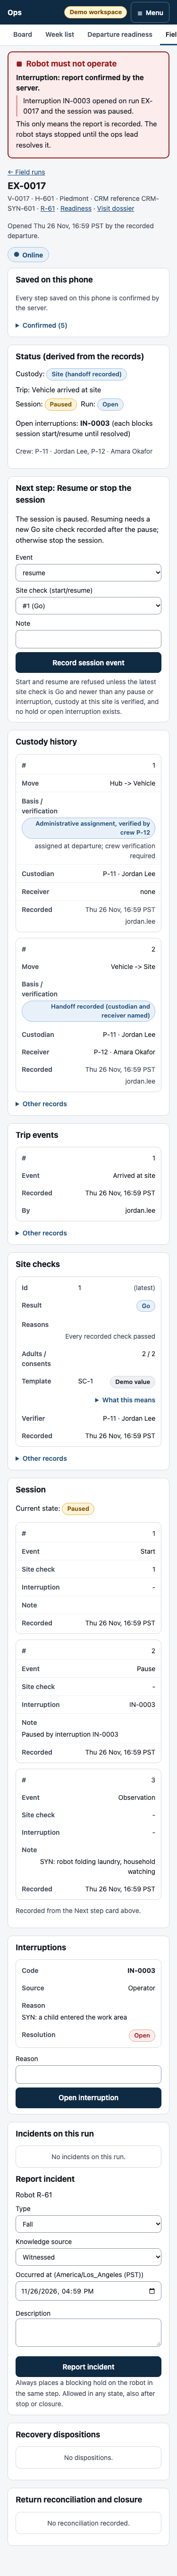 Ops
Demo workspace
≡ Menu
Board
Week list
Departure readiness
Fiel
Robot must not operate
Interruption: report confirmed by the server.
Interruption IN-0003 opened on run EX-0017 and the session was paused.
This only means the report is recorded. The robot stays stopped until the ops lead resolves it.
← Field runs
EX-0017
V-0017 · H-601 · Piedmont · CRM reference CRM-SYN-601 · R-61 · Readiness · Visit dossier
Opened Thu 26 Nov, 16:59 PST by the recorded departure.
Online
Saved on this phone
Every step saved on this phone is confirmed by the server.
Confirmed (5)
Status (derived from the records)
Custody: Site (handoff recorded)
Trip: Vehicle arrived at site
Session: Paused Run: Open
Open interruptions: IN-0003 (each blocks session start/resume until resolved)
Crew: P-11 · Jordan Lee, P-12 · Amara Okafor
Next step: Resume or stop the session
The session is paused. Resuming needs a new Go site check recorded after the pause; otherwise stop the session.
Event
resume
Site check (start/resume)
#1 (Go)
Note
Record session event
Start and resume are refused unless the latest site check is Go and newer than any pause or interruption, custody at this site is verified, and no hold or open interruption exists.
Custody history
# 1
Move Hub -> Vehicle
Basis / verification
Administrative assignment, verified by crew P-12
assigned at departure; crew verification required
Custodian P-11 · Jordan Lee
Receiver none
Recorded Thu 26 Nov, 16:59 PST
jordan.lee
# 2
Move Vehicle -> Site
Basis / verification
Handoff recorded (custodian and receiver named)
Custodian P-11 · Jordan Lee
Receiver P-12 · Amara Okafor
Recorded Thu 26 Nov, 16:59 PST
jordan.lee
Other records
Trip events
# 1
Event Arrived at site
Recorded Thu 26 Nov, 16:59 PST
By jordan.lee
Other records
Site checks
Id 1 (latest)
Result Go
Reasons
Every recorded check passed
Adults / consents 2 / 2
Template SC-1 Demo value
What this means
Verifier P-11 · Jordan Lee
Recorded Thu 26 Nov, 16:59 PST
Other records
Session
Current state: Paused
# 1
Event Start
Site check 1
Interruption -
Note
Recorded Thu 26 Nov, 16:59 PST
# 2
Event Pause
Site check -
Interruption IN-0003
Note
Paused by interruption IN-0003
Recorded Thu 26 Nov, 16:59 PST
# 3
Event Observation
Site check -
Interruption -
Note
SYN: robot folding laundry, household watching
Recorded Thu 26 Nov, 16:59 PST
Recorded from the Next step card above.
Interruptions
Code IN-0003
Source Operator
Reason
SYN: a child entered the work area
Resolution Open
Reason
Open interruption
Incidents on this run
No incidents on this run.
Report incident
Robot R-61
Type
Fall
Knowledge source
Witnessed
Occurred at (America/Los_Angeles (PST))
11/26/2026, 04:59 PM
Description
Report incident
Always places a blocking hold on the robot in the same step. Allowed in any state, also after stop or closure.
Recovery dispositions
No dispositions.
Return reconciliation and closure
No reconciliation recorded.